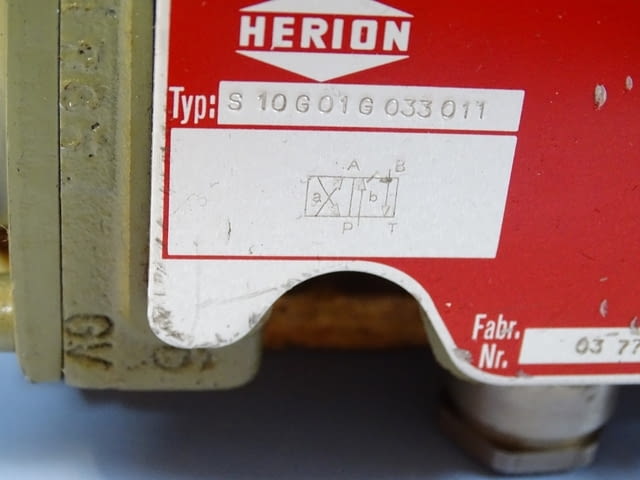 HERION
Typ: S 10 G 01 G 033 011
A B
a b
P T
Fabr.
Nr. 03 77